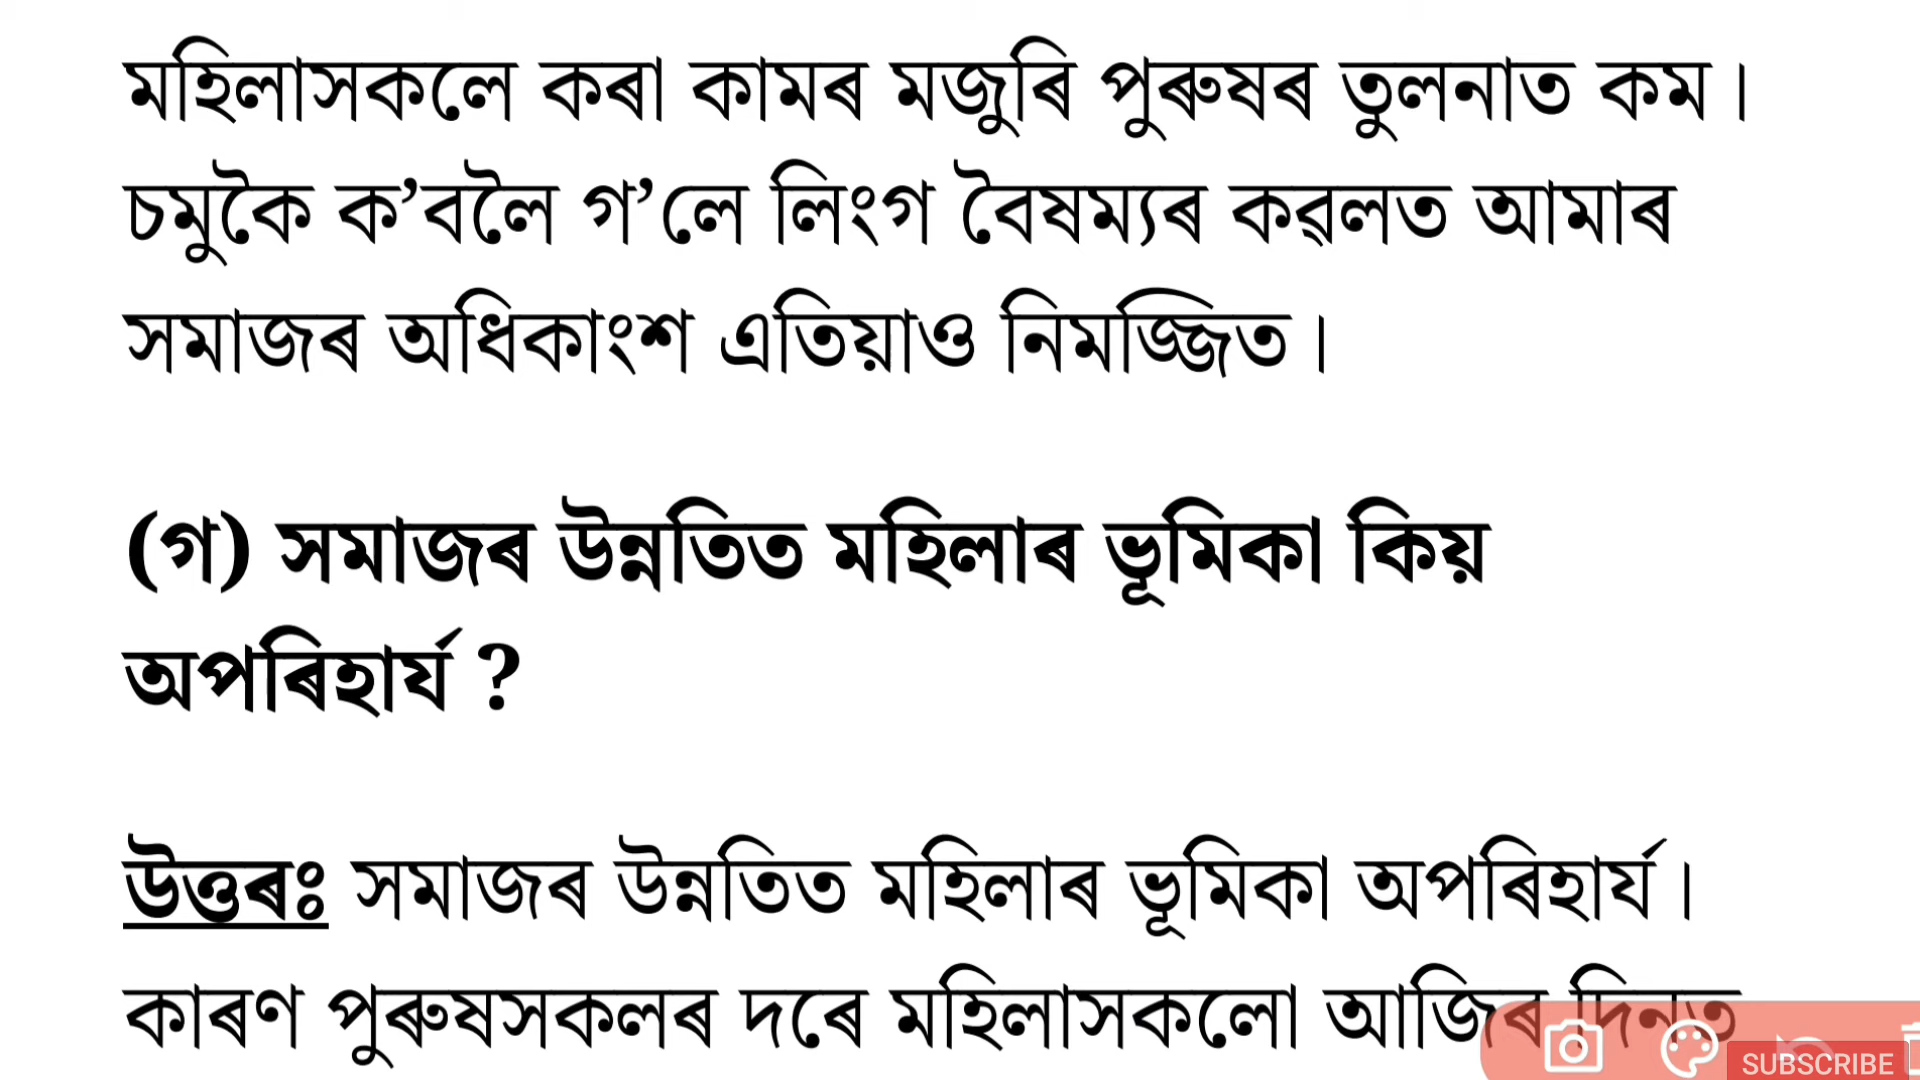 মহিলাসকলে কৰা কামৰ মজুৰি পুৰুষৰ তুলনাত কম।
চমুকৈ ক’বলৈ গ’লে লিংগ বৈষম্যৰ কৱলত আমাৰ
সমাজৰ অধিকাংশ এতিয়াও নিমজ্জিত।
(গ) সমাজৰ উন্নতিত মহিলাৰ ভূমিকা কিয়
অপৰিহাৰ্য ?
উত্তৰঃ সমাজৰ উন্নতিত মহিলাৰ ভূমিকা অপৰিহাৰ্য।
কাৰণ পুৰুষসকলৰ দৰে মহিলাসকলো আজিৰ দিনত
SUBSCRIBE